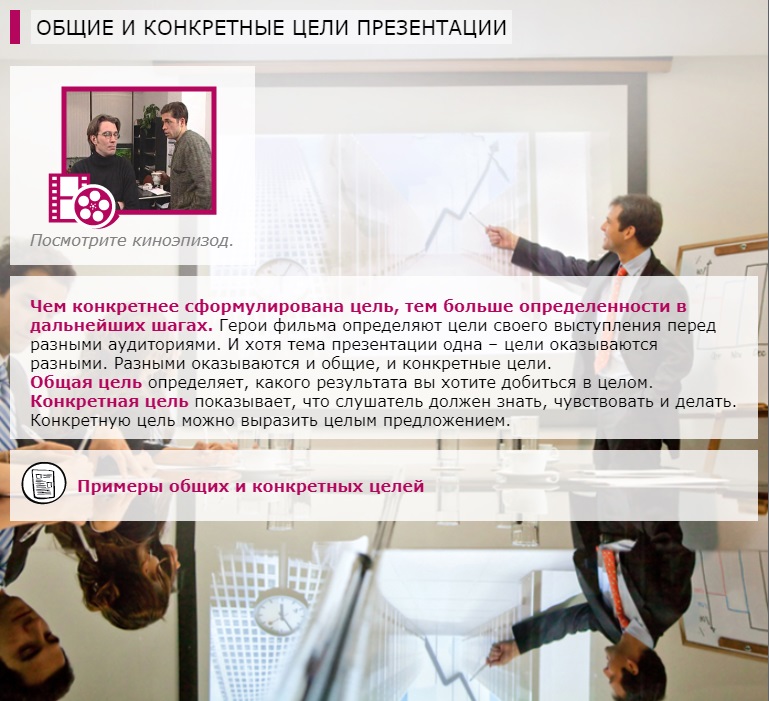 ОБЩИЕ И КОНКРЕТНЫЕ ЦЕЛИ ПРЕЗЕНТАЦИИ
Посмотрите киноэпизод.
Чем конкретнее сформулирована цель, тем больше определенности в
дальнейших шагах. Герои фильма определяют цели своего выступления перед
разными аудиториями. И хотя тема презентации одна – цели оказываются
разными. Разными оказываются и общие, и конкретные цели.
Общая цель определяет, какого результата вы хотите добиться в целом.
Конкретная цель показывает, что слушатель должен знать, чувствовать и делать.
Конкретную цель можно выразить целым предложением.
Примеры общих и конкретных целей